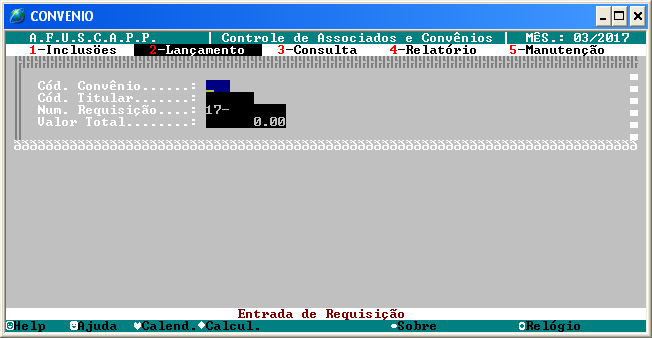 CONVENIO
A.F.U.S.C.A.P.P. | Controle de Associados e Convênios | MÊS.: 03/2017
1-Inclusões 2-Lançamento 3-Consulta 4-Relatório 5-Manutenção
Cód. Convênio......:
Cód. Titular.......:
Num. Requisição....: 17-
Valor Total........: 0.00
Entrada de Requisição
Help Ajuda Calend. Calcul. Sobre Relógio